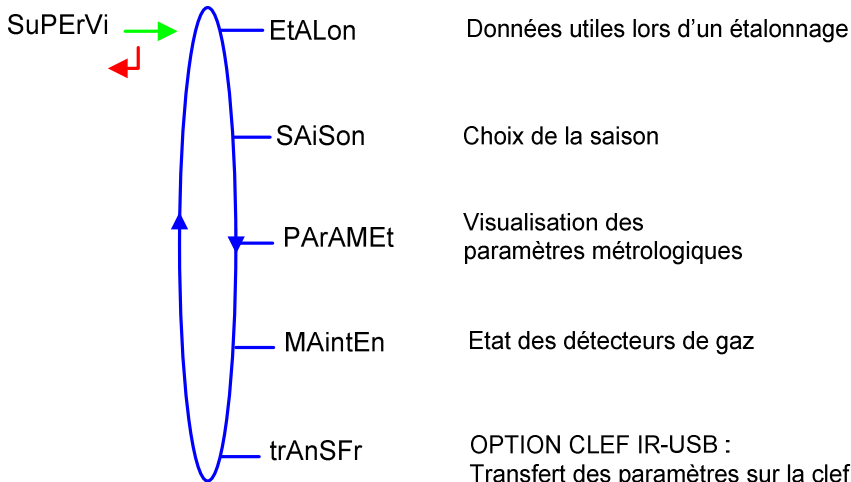 SuPErVi
EtALon Données utiles lors d’un étalonnage
SAiSon Choix de la saison
PArAMEt Visualisation des
paramètres métrologiques
MAintEn Etat des détecteurs de gaz
trAnSFr OPTION CLEF IR-USB :
Transfert des paramètres sur la clef